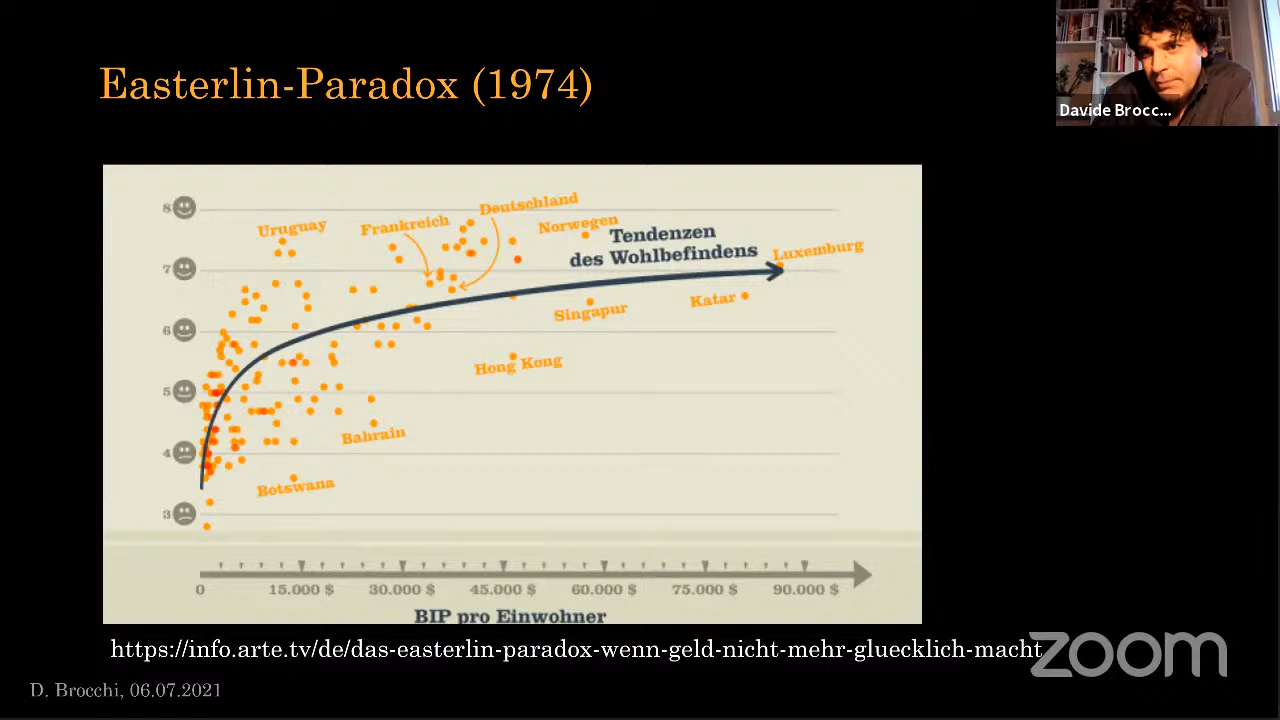 Easterlin-Paradox (1974)
Davide Brocc...
8
7
6
5
4
3
Uruguay
Frankreich
Deutschland
Norwegen
Tendenzen
des Wohlbefindens
Luxemburg
Singapur
Katar
Hong Kong
Bahrain
Botswana
0 15.000 $ 30.000 $ 45.000 $ 60.000 $ 75.000 $ 90.000 $
BIP pro Einwohner
https://info.arte.tv/de/das-easterlin-paradox-wenn-geld-nicht-mehr-gluecklich-macht
zoom
D. Brocchi, 06.07.2021